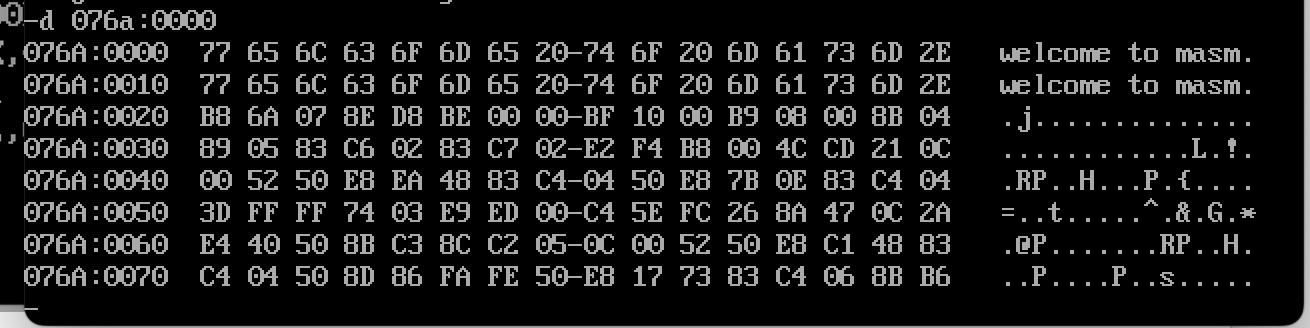 -d 076a:0000
076A:0000  77 65 6C 63 6F 6D 65 20-74 6F 20 6D 61 73 6D 2E   welcome to masm.
076A:0010  77 65 6C 63 6F 6D 65 20-74 6F 20 6D 61 73 6D 2E   welcome to masm.
076A:0020  B8 6A 07 8E D8 BE 00 00-BF 10 00 B9 08 00 8B 04   .j..............
076A:0030  89 05 83 C6 02 83 C7 02-E2 F4 B8 00 4C CD 21 0C   ............L.!.
076A:0040  00 52 50 E8 EA 48 83 C4-04 50 E8 7B 0E 83 C4 04   .RP..H...P.{....
076A:0050  3D FF FF 74 03 E9 ED 00-C4 5E FC 26 8A 47 0C 2A   =..t.....^.&.G.*
076A:0060  E4 40 50 8B C3 8C C2 05-0C 00 52 50 E8 C1 48 83   .@P.......RP..H.
076A:0070  C4 04 50 8D 86 FA FE 50-E8 17 73 83 C4 06 8B B6   ..P....P..s.....